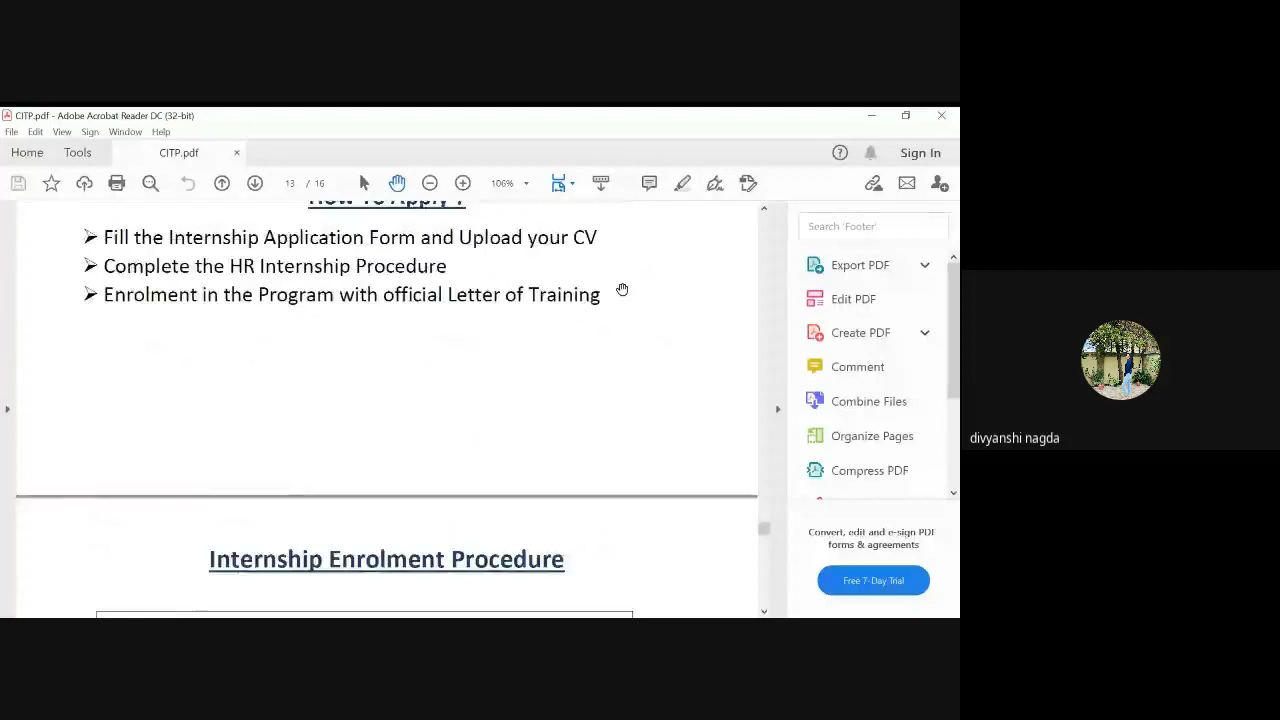 CITP.pdf - Adobe Acrobat Reader DC (32-bit)
File Edit View Sign Window Help
Home Tools CITP.pdf × Sign In
13 / 16 106%
How To Apply ?
➢ Fill the Internship Application Form and Upload your CV
➢ Complete the HR Internship Procedure
➢ Enrolment in the Program with official Letter of Training
Internship Enrolment Procedure
Search 'Footer'
Export PDF
Edit PDF
Create PDF
Comment
Combine Files
Organize Pages
Compress PDF
Convert, edit and e-sign PDF
forms & agreements
Free 7-Day Trial
divyanshi nagda